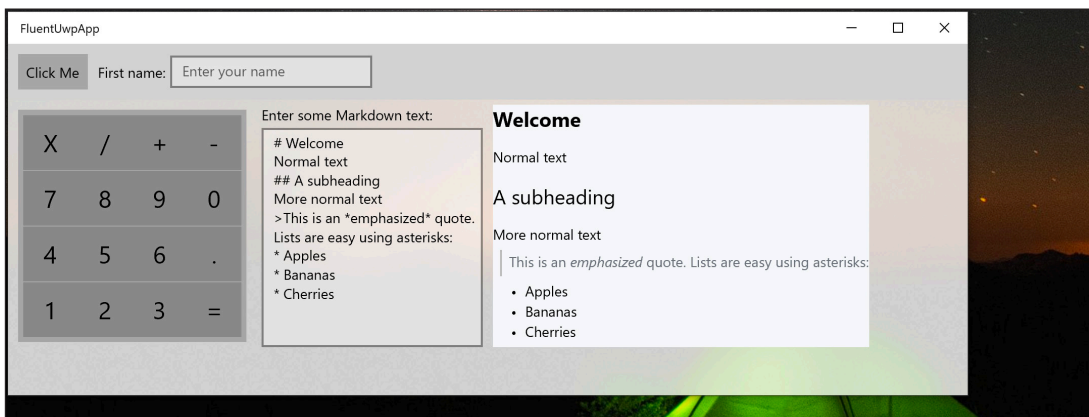 FluentUwpApp
Click Me First name: Enter your name
X / + -
7 8 9 0
4 5 6 .
1 2 3 =
Enter some Markdown text:
# Welcome
Normal text
## A subheading
More normal text
>This is an *emphasized* quote.
Lists are easy using asterisks:
* Apples
* Bananas
* Cherries
Welcome
Normal text
A subheading
More normal text
This is an emphasized quote. Lists are easy using asterisks:
• Apples
• Bananas
• Cherries